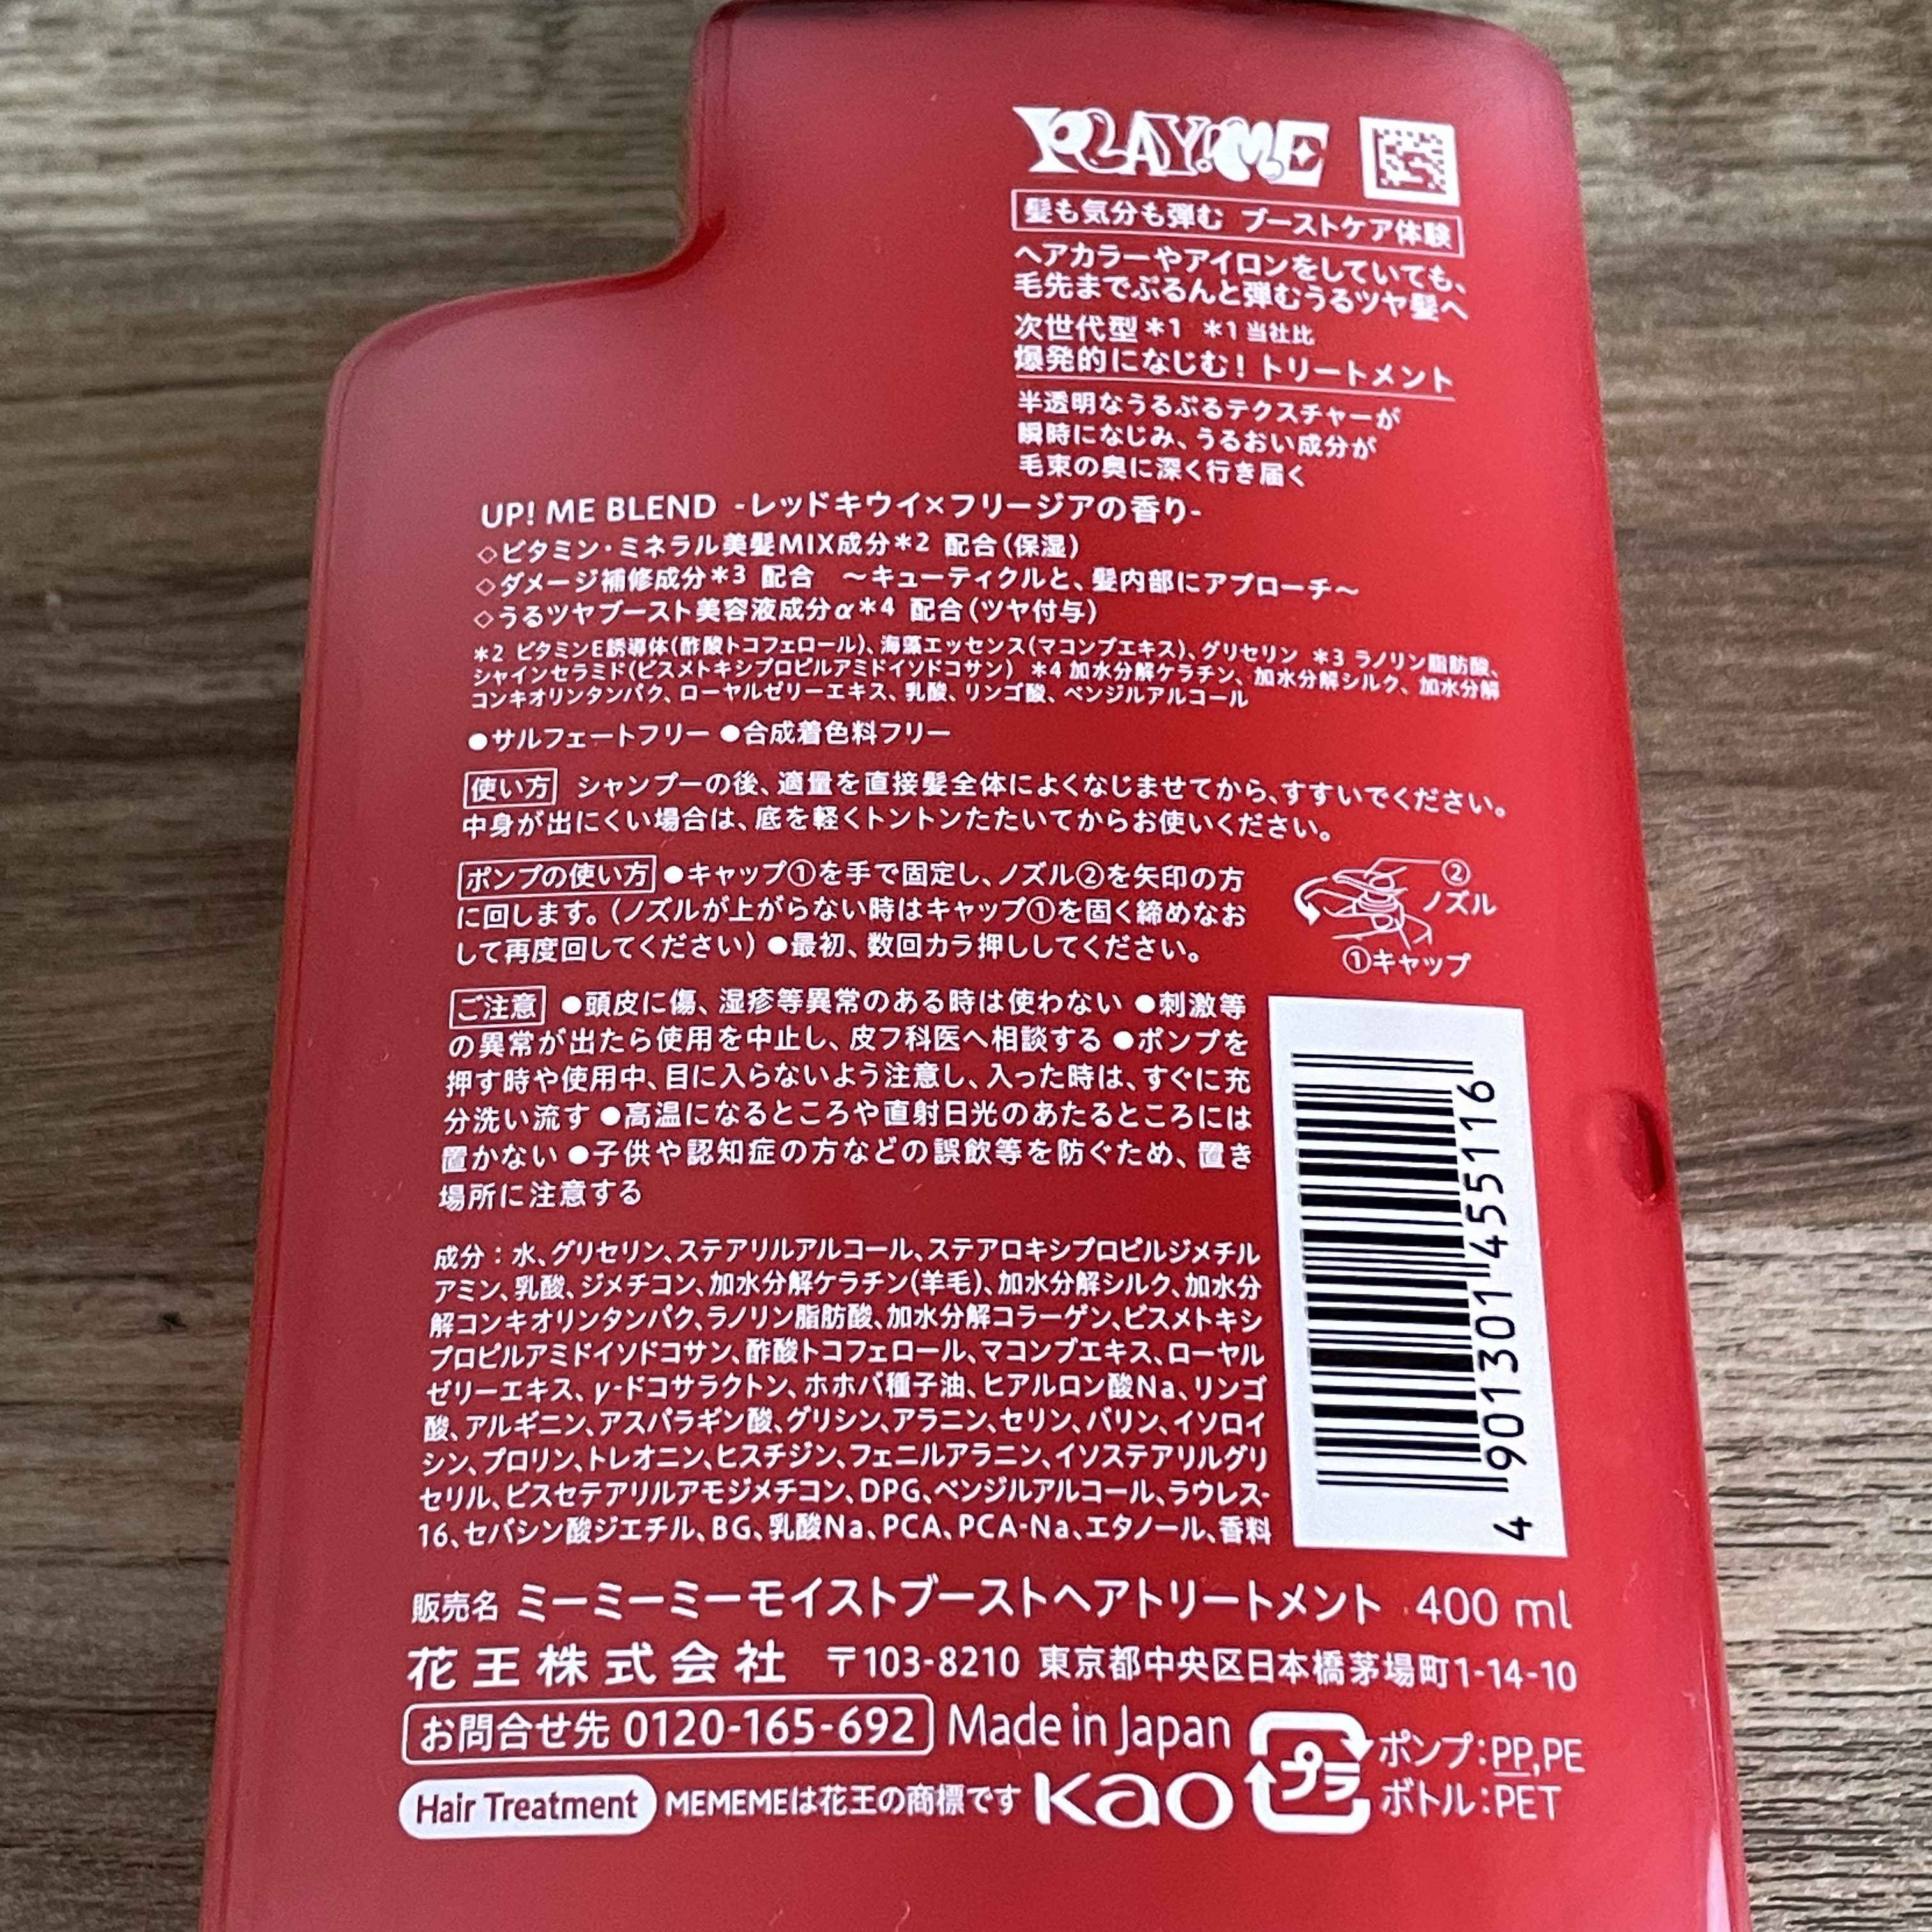 PLAY! ME
髪も気分も弾む ブーストケア体験
ヘアカラーやアイロンをしていても、
毛先までぷるんと弾むうるツヤ髪へ
次世代型＊1 ＊1 当社比
爆発的になじむ！トリートメント
半透明なうるぷるテクスチャーが
瞬時になじみ、うるおい成分が
毛束の奥に深く行き届く
UP! ME BLEND -レッドキウイ×フリージアの香り-
◇ビタミン・ミネラル美髪MIX成分＊2 配合（保湿）
◇ダメージ補修成分＊3 配合 ～キューティクルと、髪内部にアプローチ～
◇うるツヤブースト美容液成分α＊4 配合（ツヤ付与）
＊2 ビタミンE誘導体（酢酸トコフェロール）、海藻エッセンス（マコンブエキス）、グリセリン ＊3 ラノリン脂肪酸、
シャインセラミド（ビスメトキシプロピルアミドイソドコサン） ＊4 加水分解ケラチン、加水分解シルク、加水分解
コンキオリンタンパク、ローヤルゼリーエキス、乳酸、リンゴ酸、ベンジルアルコール
●サルフェートフリー ●合成着色料フリー
使い方 シャンプーの後、適量を直接髪全体によくなじませてから、すすいでください。
中身が出にくい場合は、底を軽くトントンたたいてからお使いください。
ポンプの使い方 ●キャップ①を手で固定し、ノズル②を矢印の方
に回します。（ノズルが上がらない時はキャップ①を固く締めなお
して再度回してください） ●最初、数回カラ押ししてください。
②
ノズル
①キャップ
ご注意 ●頭皮に傷、湿疹等異常のある時は使わない ●刺激等
の異常が出たら使用を中止し、皮フ科医へ相談する ●ポンプを
押す時や使用中、目に入らないよう注意し、入った時は、すぐに充
分洗い流す ●高温になるところや直射日光のあたるところには
置かない ●子供や認知症の方などの誤飲等を防ぐため、置き
場所に注意する
成分：水、グリセリン、ステアリルアルコール、ステアロキシプロピルジメチル
アミン、乳酸、ジメチコン、加水分解ケラチン（羊毛）、加水分解シルク、加水分
解コンキオリンタンパク、ラノリン脂肪酸、加水分解コラーゲン、ビスメトキシ
プロピルアミドイソドコサン、酢酸トコフェロール、マコンブエキス、ローヤル
ゼリーエキス、γ-ドコサラクトン、ホホバ種子油、ヒアルロン酸Na、リンゴ
酸、アルギニン、アスパラギン酸、グリシン、アラニン、セリン、バリン、イソロイ
シン、プロリン、トレオニン、ヒスチジン、フェニルアラニン、イソステアリルグリ
セリル、ビスセテアリルアモジメチコン、DPG、ベンジルアルコール、ラウレス-
16、セバシン酸ジエチル、BG、乳酸Na、PCA、PCA-Na、エタノール、香料
4 901301 455116
販売名 ミーミーミーモイストブーストヘアトリートメント 400 ml
花王株式会社 〒103-8210 東京都中央区日本橋茅場町1-14-10
お問合せ先 0120-165-692 Made in Japan
Hair Treatment MEMEMEは花王の商標です Kao
プラ
ポンプ：PP,PE
ボトル：PET